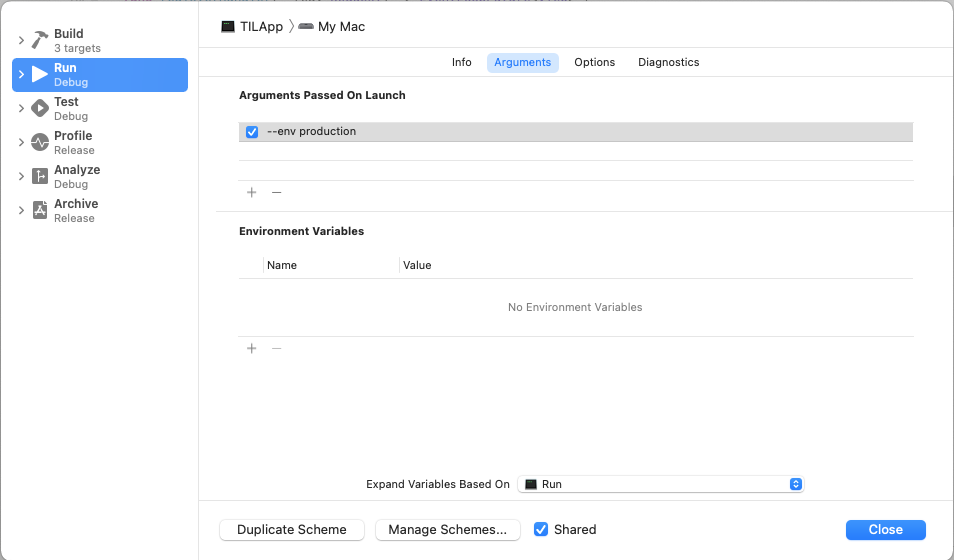 TILApp 〉 My Mac
Build
3 targets
Run
Debug
Test
Debug
Profile
Release
Analyze
Debug
Archive
Release
Info Arguments Options Diagnostics
Arguments Passed On Launch
--env production
Environment Variables
Name Value
No Environment Variables
Expand Variables Based On Run
Duplicate Scheme Manage Schemes... Shared Close